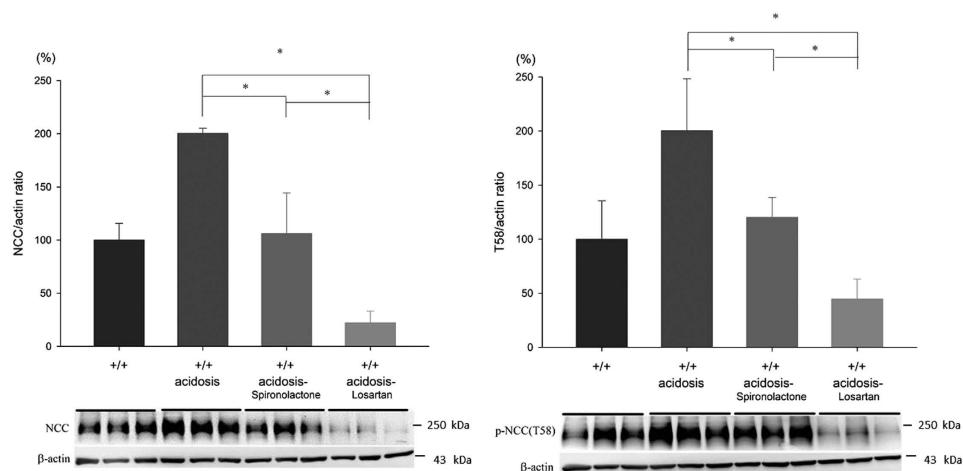 (%)
NCC/actin ratio
250
200
150
100
50
0
*
*
*
+/+
+/+
acidosis
+/+
acidosis-
Spironolactone
+/+
acidosis-
Losartan
NCC
250 kDa
β-actin
43 kDa
(%)
T58/actin ratio
250
200
150
100
50
0
*
*
*
+/+
+/+
acidosis
+/+
acidosis-
Spironolactone
+/+
acidosis-
Losartan
p-NCC(T58)
250 kDa
β-actin
43 kDa